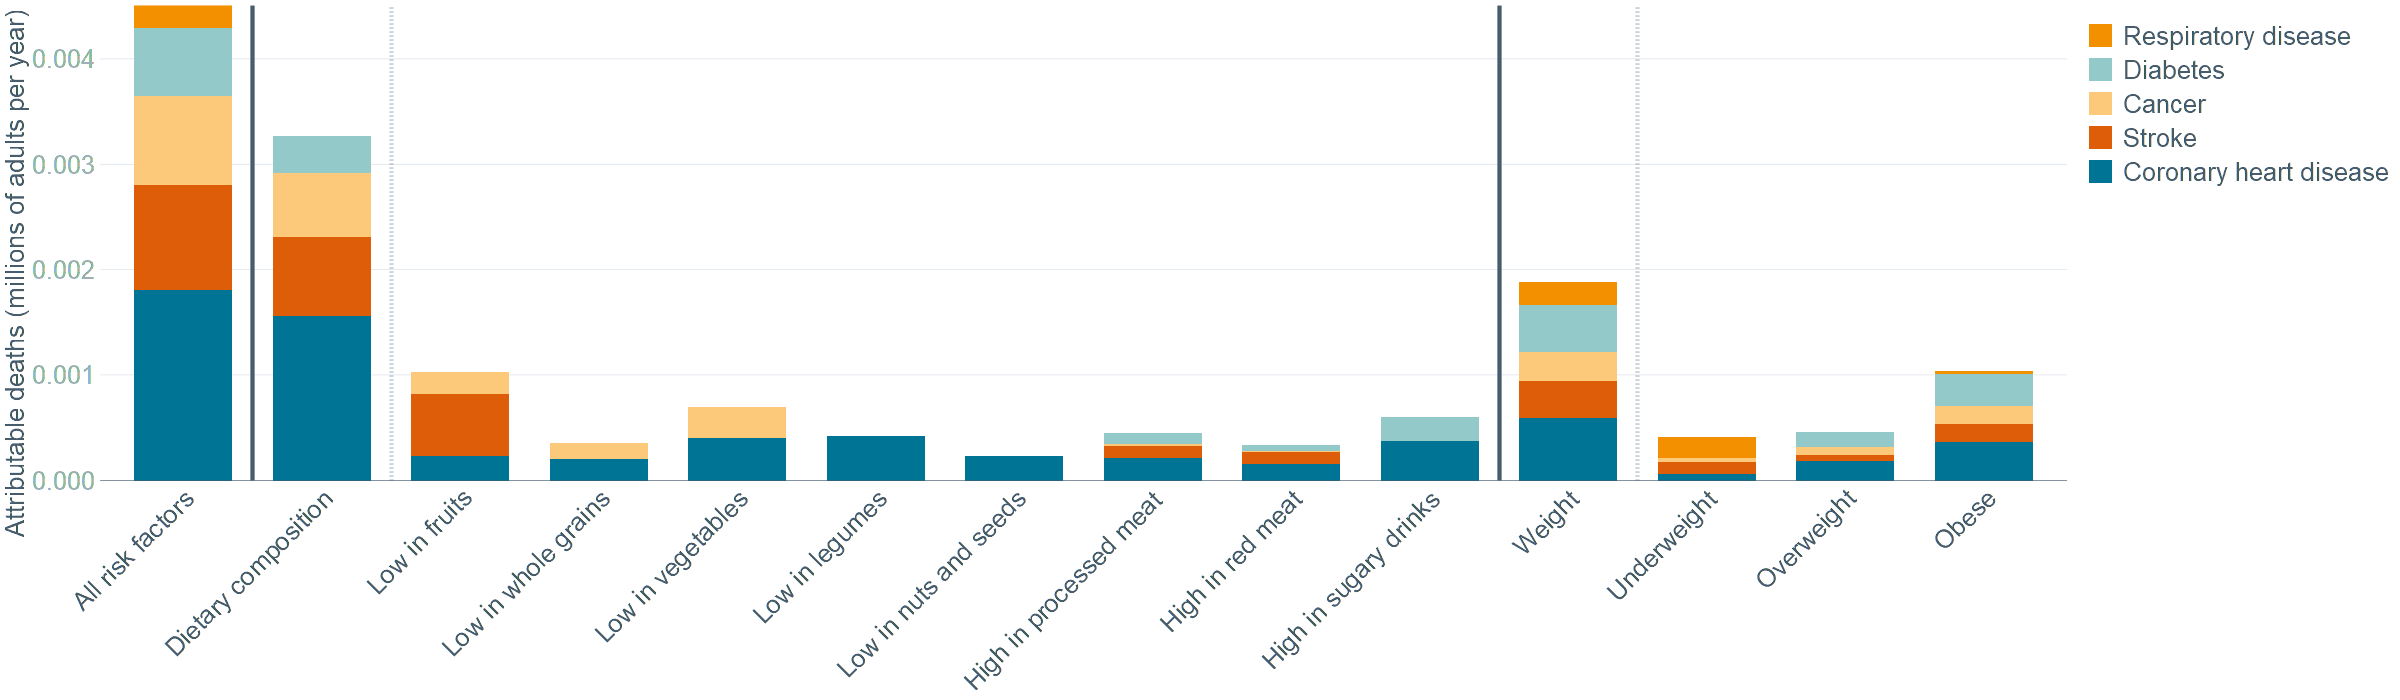 Attributable deaths (millions of adults per year)
0.004
0.003
0.002
0.001
0.000
All risk factors
Dietary composition
Low in fruits
Low in whole grains
Low in vegetables
Low in legumes
Low in nuts and seeds
High in processed meat
High in red meat
High in sugary drinks
Weight
Underweight
Overweight
Obese
Respiratory disease
Diabetes
Cancer
Stroke
Coronary heart disease